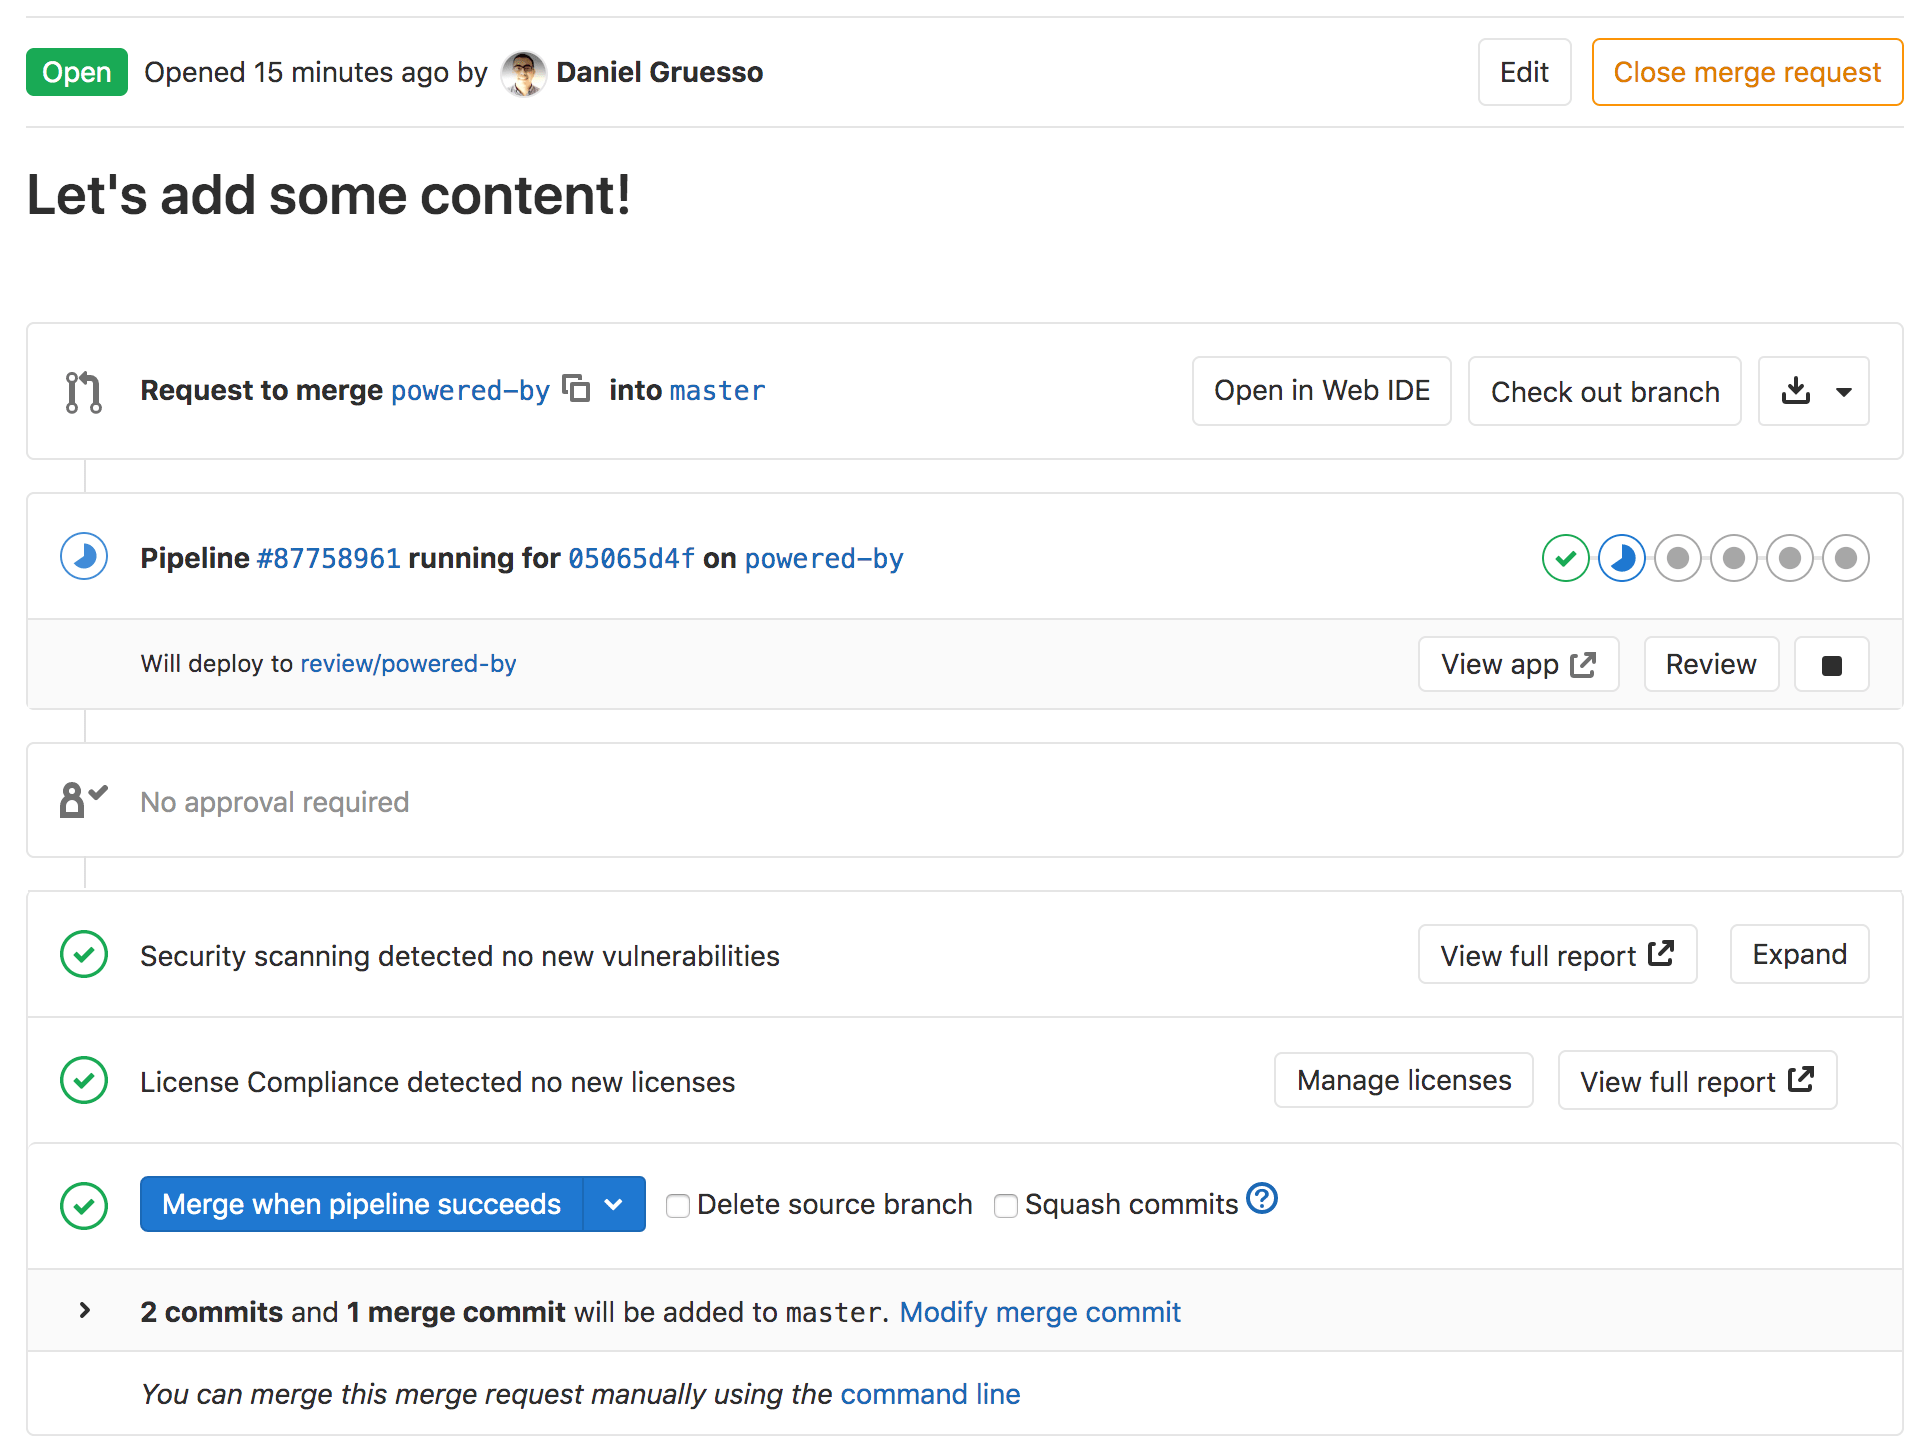 Open Opened 15 minutes ago by Daniel Gruesso Edit Close merge request
Let's add some content!
Request to merge powered-by into master Open in Web IDE Check out branch
Pipeline #87758961 running for 05065d4f on powered-by
Will deploy to review/powered-by View app Review
No approval required
Security scanning detected no new vulnerabilities View full report Expand
License Compliance detected no new licenses Manage licenses View full report
Merge when pipeline succeeds Delete source branch Squash commits ?
2 commits and 1 merge commit will be added to master. Modify merge commit
You can merge this merge request manually using the command line